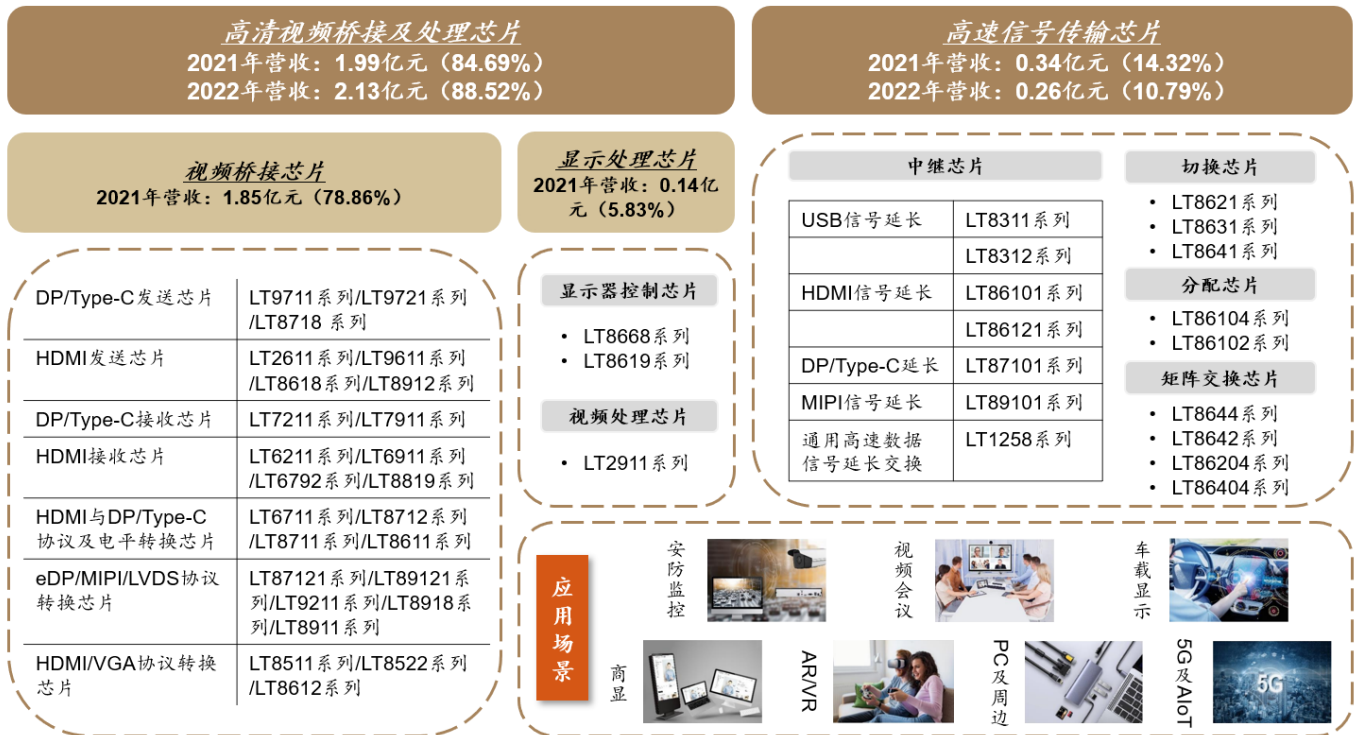 高清视频桥接及处理芯片
2021年营收：1.99亿元（84.69%）
2022年营收：2.13亿元（88.52%）
高速信号传输芯片
2021年营收：0.34亿元（14.32%）
2022年营收：0.26亿元（10.79%）
视频桥接芯片
2021年营收：1.85亿元（78.86%）
显示处理芯片
2021年营收：0.14亿
元（5.83%）
DP/Type-C发送芯片
LT9711系列/LT9721系列
/LT8718 系列
HDMI发送芯片
LT2611系列/LT9611系列
/LT8618系列/LT8912系列
DP/Type-C接收芯片
LT7211系列/LT7911系列
HDMI接收芯片
LT6211系列/LT6911系列
/LT6792系列/LT8819系列
HDMI与DP/Type-C
协议及电平转换芯片
LT6711系列/LT8712系列
/LT8711系列/LT8611系列
eDP/MIPI/LVDS协议
转换芯片
LT87121系列/LT89121系
列/LT9211系列/LT8918系
列/LT8911系列
HDMI/VGA协议转换
芯片
LT8511系列/LT8522系列
/LT8612系列
显示器控制芯片
• LT8668系列
• LT8619系列
视频处理芯片
• LT2911系列
中继芯片
USB信号延长
LT8311系列
LT8312系列
HDMI信号延长
LT86101系列
LT86121系列
DP/Type-C延长
LT87101系列
MIPI信号延长
LT89101系列
通用高速数据
信号延长交换
LT1258系列
切换芯片
• LT8621系列
• LT8631系列
• LT8641系列
分配芯片
• LT86104系列
• LT86102系列
矩阵交换芯片
• LT8644系列
• LT8642系列
• LT86204系列
• LT86404系列
应用场景
安防监控
视频会议
车载显示
商显
AR/VR
PC及周边
5G及AIoT
5G